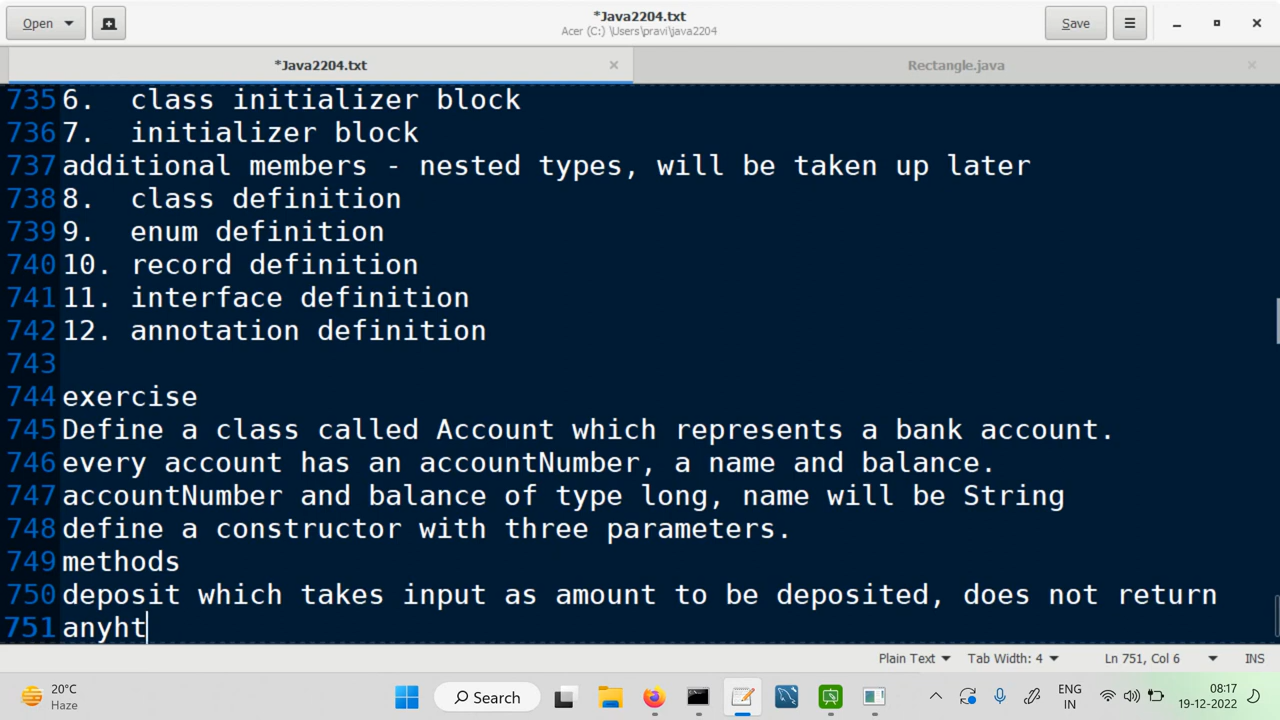 Open
*Java2204.txt
Acer (C:) \Users\pravi\java2204
Save
*Java2204.txt
Rectangle.java
735 6.  class initializer block
736 7.  initializer block
737 additional members - nested types, will be taken up later
738 8.  class definition
739 9.  enum definition
740 10. record definition
741 11. interface definition
742 12. annotation definition
743
744 exercise
745 Define a class called Account which represents a bank account.
746 every account has an accountNumber, a name and balance.
747 accountNumber and balance of type long, name will be String
748 define a constructor with three parameters.
749 methods
750 deposit which takes input as amount to be deposited, does not return
751 anyht
Plain Text
Tab Width: 4
Ln 751, Col 6
INS
20°C
Haze
Search
ENG
IN
08:17
19-12-2022